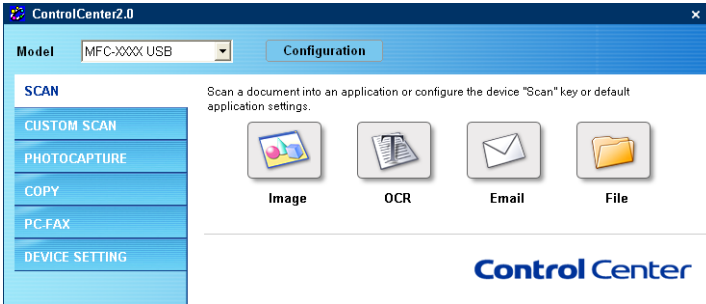 ControlCenter2.0
Model MFC-XXXX USB Configuration
SCAN
Scan a document into an application or configure the device "Scan" key or default
application settings.
CUSTOM SCAN
PHOTOCAPTURE
COPY
PC-FAX
DEVICE SETTING
Image OCR Email File
Control Center